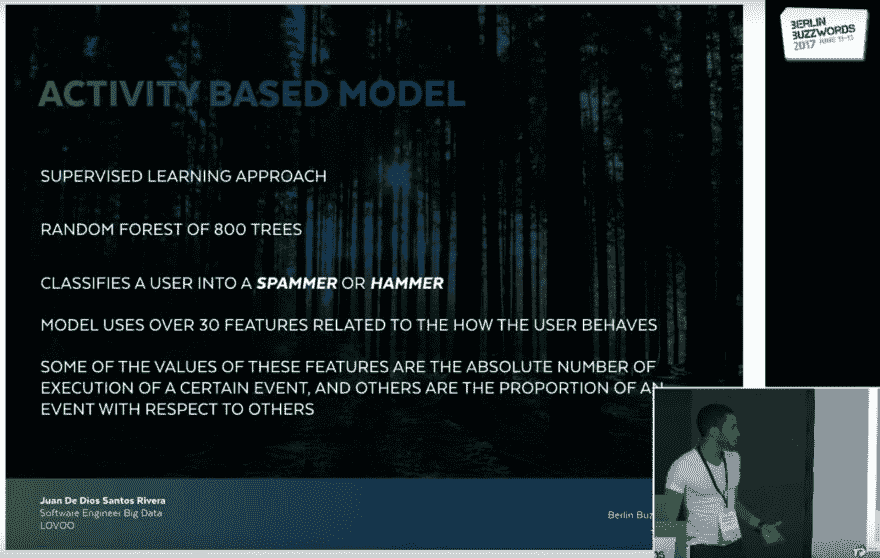 BERLIN
BUZZWORDS
2017 JUNE 11-13
ACTIVITY BASED MODEL
SUPERVISED LEARNING APPROACH
RANDOM FOREST OF 800 TREES
CLASSIFIES A USER INTO A SPAMMER OR HAMMER
MODEL USES OVER 30 FEATURES RELATED TO THE HOW THE USER BEHAVES
SOME OF THE VALUES OF THESE FEATURES ARE THE ABSOLUTE NUMBER OF
EXECUTION OF A CERTAIN EVENT, AND OTHERS ARE THE PROPORTION OF AN
EVENT WITH RESPECT TO OTHERS
Juan De Dios Santos Rivera
Software Engineer Big Data
LOVOO
Berlin